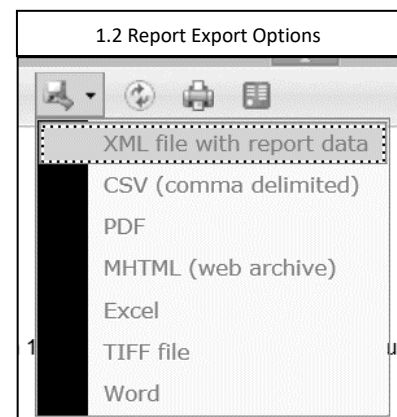 1.2 Report Export Options
XML file with report data
CSV (comma delimited)
PDF
MHTML (web archive)
Excel
1
TIFF file
u
Word